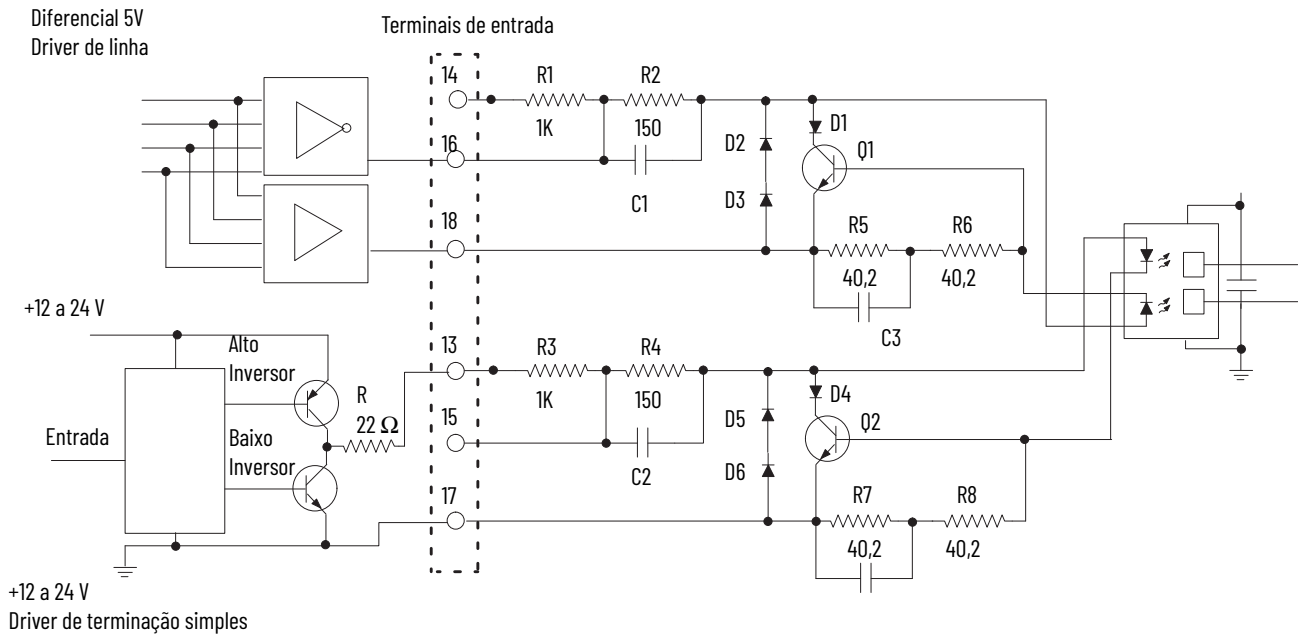 Diferencial 5V
Driver de linha
Terminais de entrada
14
R1
R2
1K
150
D1
16
D2
Q1
C1
D3
18
R5
R6
40,2
40,2
C3
+12 a 24 V
Alto
Inversor
13
R3
R4
R
22 Ω
1K
150
D4
Entrada
Baixo
Inversor
15
D5
Q2
C2
D6
17
R7
R8
40,2
40,2
+12 a 24 V
Driver de terminação simples